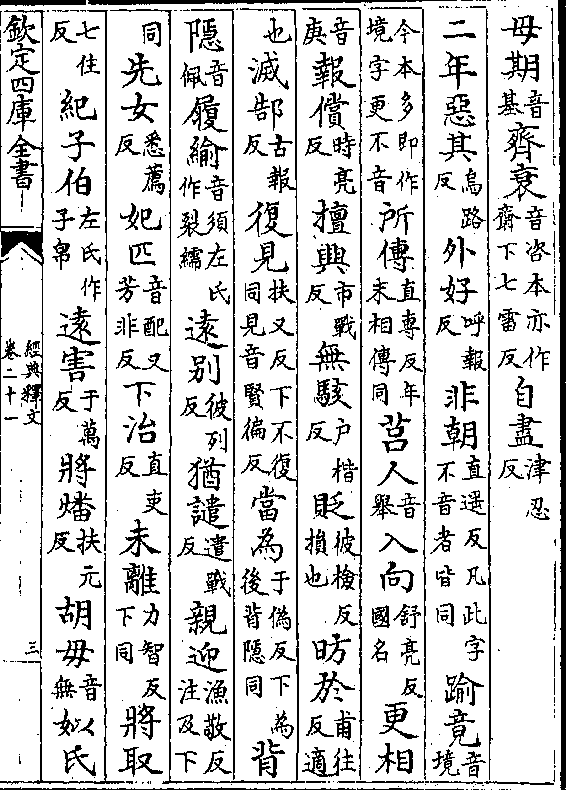 毋期音基齊衰音咨本亦作齋下七雷反自盡津忍反
二年惡其烏路反外好呼報反非朝直遥反凡此字不音者皆同踰竟音境
今本多即作境字更不音所傳直專反年末相傳同莒人音舉入向舒亮反國名更相
音庚報償時亮反擅興市戰反無駭户楷反貶彼檢反損也昉於甫往反適
也滅郜古報反復見扶又反下不復同見音賢徧反當為于偽反下為後背隱同背
隱音佩履緰音須左氏作裂繻遠别彼列反猶譴遣戰反親迎漁敬反注及下
同先女悉薦反妃匹音配又芳非反下治直吏反未離力智反下同將取
七住反紀子伯左氏作子帛遠害于萬反將燔扶元反胡毋音無姒氏
欽定四庫全書
經典釋文
卷二十一
三